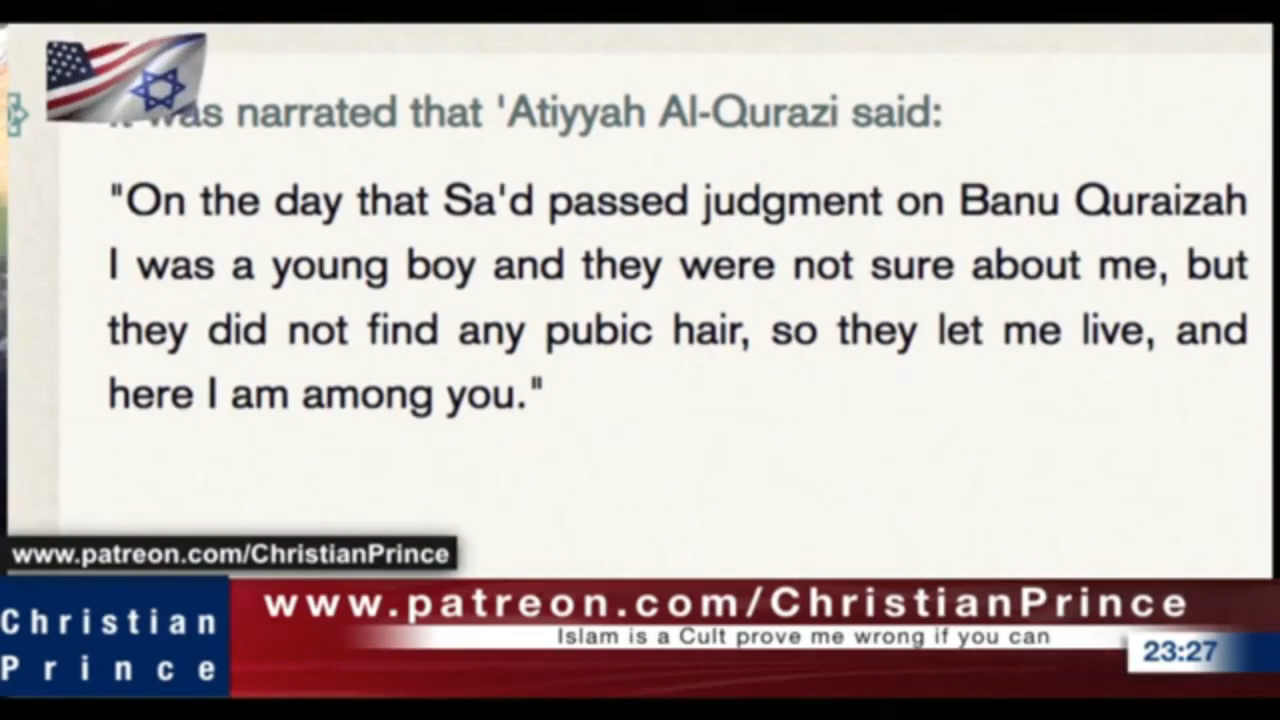 was narrated that 'Atiyyah Al-Qurazi said:
"On the day that Sa'd passed judgment on Banu Quraizah
I was a young boy and they were not sure about me, but
they did not find any pubic hair, so they let me live, and
here I am among you."
www.patreon.com/ChristianPrince
Christian
Prince
www.patreon.com/ChristianPrince
Islam is a Cult prove me wrong if you can
23:27